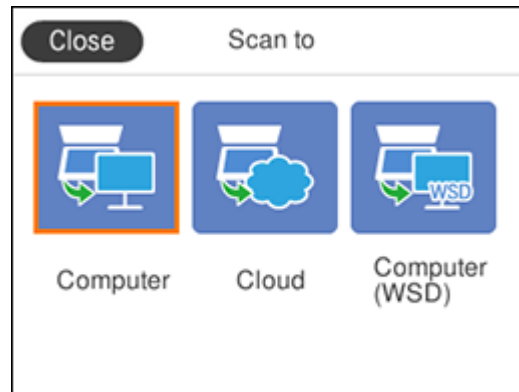 Close
Scan to
WSD
Computer
Cloud
Computer
(WSD)